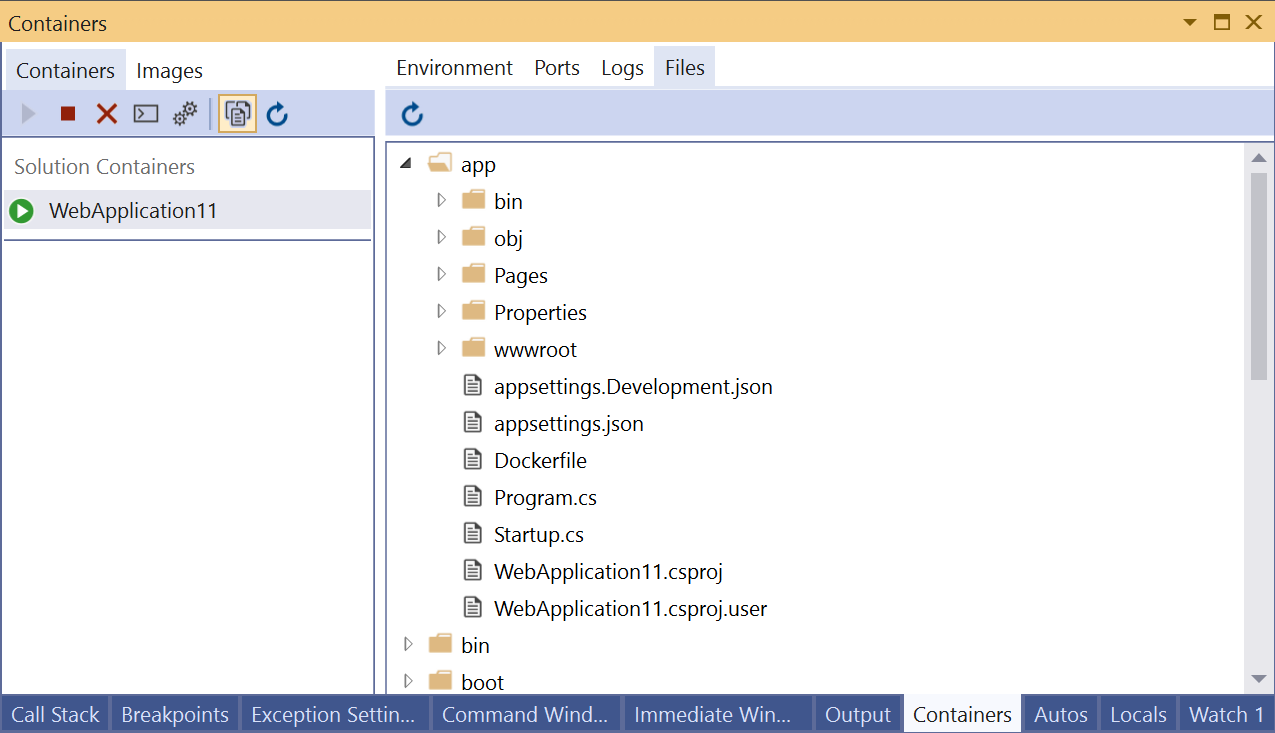 Containers
Containers Images
Environment Ports Logs Files
Solution Containers
WebApplication11
app
bin
obj
Pages
Properties
wwwroot
appsettings.Development.json
appsettings.json
Dockerfile
Program.cs
Startup.cs
WebApplication11.csproj
WebApplication11.csproj.user
bin
boot
Call Stack Breakpoints Exception Settin... Command Wind... Immediate Win... Output Containers Autos Locals Watch 1